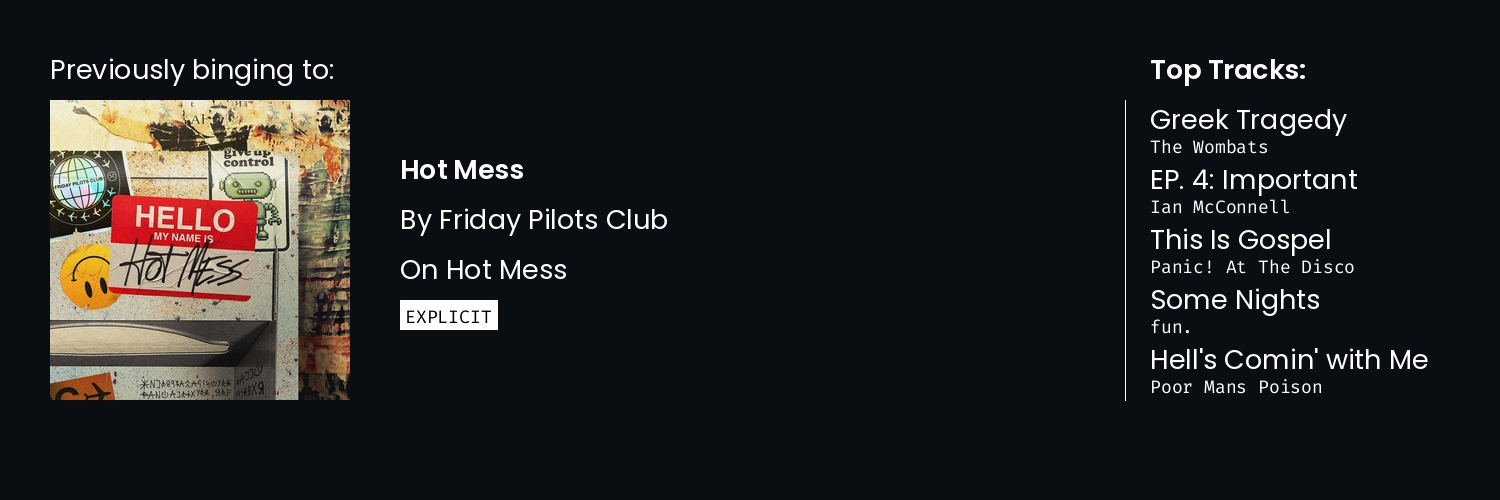 Previously binging to:
give up
control
FRIDAY PILOTS CLUB
HELLO
MY NAME IS
HOT MESS
Hot Mess
By Friday Pilots Club
On Hot Mess
EXPLICIT
Top Tracks:
Greek Tragedy
The Wombats
EP. 4: Important
Ian McConnell
This Is Gospel
Panic! At The Disco
Some Nights
fun.
Hell's Comin' with Me
Poor Mans Poison